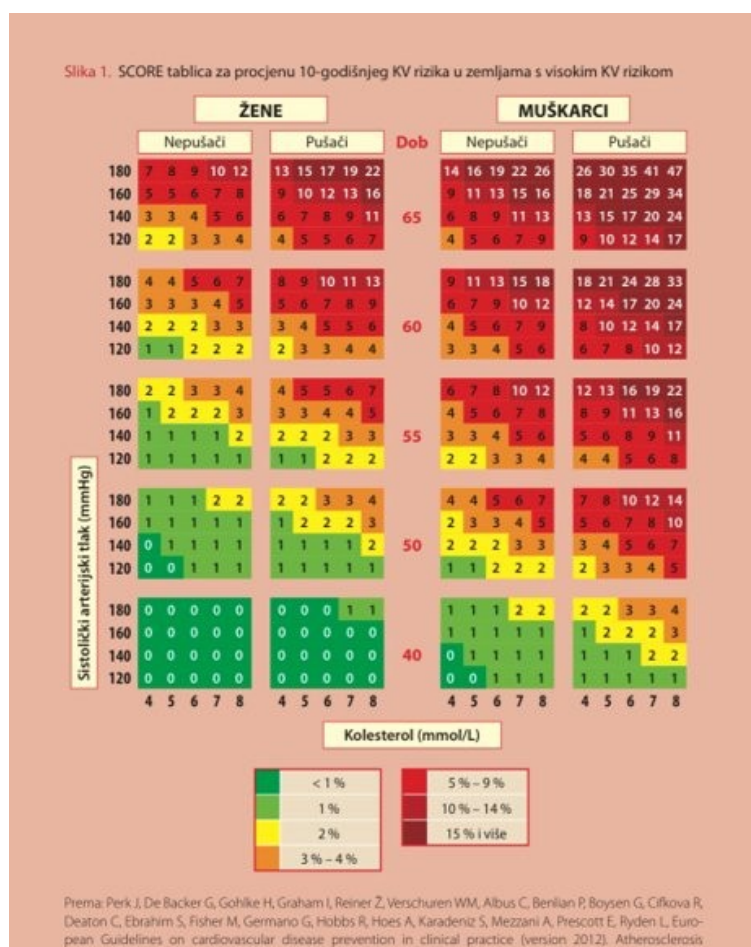 Slika 1. SCORE tablica za procjenu 10-godišnjeg KV rizika u zemljama s visokim KV rizikom
ŽENE MUŠKARCI
Nepušači Pušači Dob Nepušači Pušači
180 7 8 9 10 12 13 15 17 19 22 14 16 19 22 26 26 30 35 41 47
160 5 5 6 7 8 9 10 12 13 16 9 11 13 15 16 18 21 25 29 34
140 3 3 4 5 6 6 7 8 9 11 65 6 8 9 11 13 13 15 17 20 24
120 2 2 3 3 4 4 5 5 6 7 4 5 6 7 9 9 10 12 14 17
180 4 4 5 6 7 8 9 10 11 13 9 11 13 15 18 18 21 24 28 33
160 3 3 3 4 5 5 6 7 8 9 6 7 9 10 12 12 14 17 20 24
140 2 2 2 3 3 3 4 5 5 6 60 4 5 6 7 9 8 10 12 14 17
120 1 1 2 2 2 2 3 3 4 4 3 3 4 5 6 6 7 8 10 12
180 2 2 3 3 4 4 5 5 6 7 6 7 8 10 12 12 13 16 19 22
160 1 2 2 2 3 3 3 4 4 5 4 5 6 7 8 8 9 11 13 16
140 1 1 1 1 2 2 2 2 3 3 55 3 3 4 5 6 5 6 8 9 11
120 1 1 1 1 1 1 1 2 2 2 2 2 3 3 4 4 4 5 6 8
Sistolički arterijski tlak (mmHg)
180 1 1 1 2 2 2 2 3 3 4 4 4 5 6 7 7 8 10 12 14
160 1 1 1 1 1 1 2 2 2 3 2 3 3 4 5 5 6 7 8 10
140 0 1 1 1 1 1 1 1 1 2 50 2 2 2 3 3 3 4 5 6 7
120 0 0 1 1 1 1 1 1 1 1 1 1 2 2 2 2 3 3 4 5
180 0 0 0 0 0 0 0 0 1 1 1 1 1 2 2 2 2 3 3 4
160 0 0 0 0 0 0 0 0 0 0 1 1 1 1 1 1 2 2 2 3
140 0 0 0 0 0 0 0 0 0 0 40 0 1 1 1 1 1 1 1 2 2
120 0 0 0 0 0 0 0 0 0 0 0 0 1 1 1 1 1 1 1 1
4 5 6 7 8 4 5 6 7 8 4 5 6 7 8 4 5 6 7 8
Kolesterol (mmol/L)
< 1 % 5 % – 9 %
1 % 10 % – 14 %
2 % 15 % i više
3 % – 4 %
Prema: Perk J, De Backer G, Gohlke H, Graham I, Reiner Ž, Verschuren WM, Albus C, Benlian P, Boysen G, Cifkova R,
Deaton C, Ebrahim S, Fisher M, Germano G, Hobbs R, Hoes A, Karadeniz S, Mezzani A, Prescott E, Ryden L, Euro-
pean Guidelines on cardiovascular disease prevention in clinical practice (version 2012). Atherosclerosis